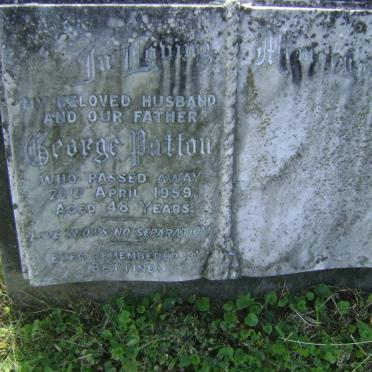 In Loving Memory
MY BELOVED HUSBAND
AND OUR FATHER
George Patton
WHO PASSED AWAY
APRIL 1959
AGED 48 YEARS.
LOVE KNOWS NO SEPARATION
EVER REMEMBERED BY
BETTINE